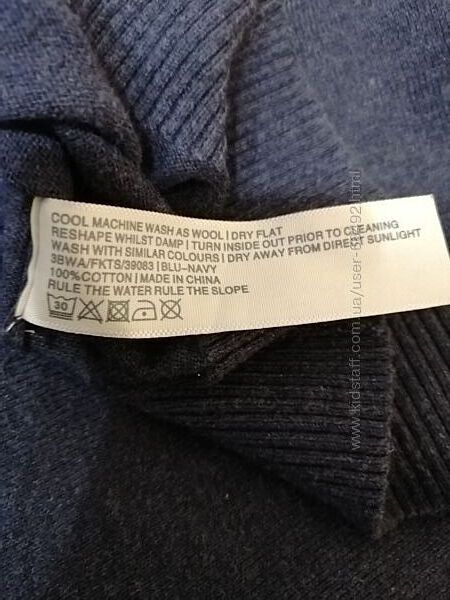 COOL MACHINE WASH AS WOOL | DRY FLAT
RESHAPE WHILST DAMP | TURN INSIDE OUT PRIOR TO CLEANING
WASH WITH SIMILAR COLOURS | DRY AWAY FROM DIRECT SUNLIGHT
3BWA/FKTS/39083 | BLU-NAVY
100%COTTON | MADE IN CHINA
RULE THE WATER RULE THE SLOPE
30